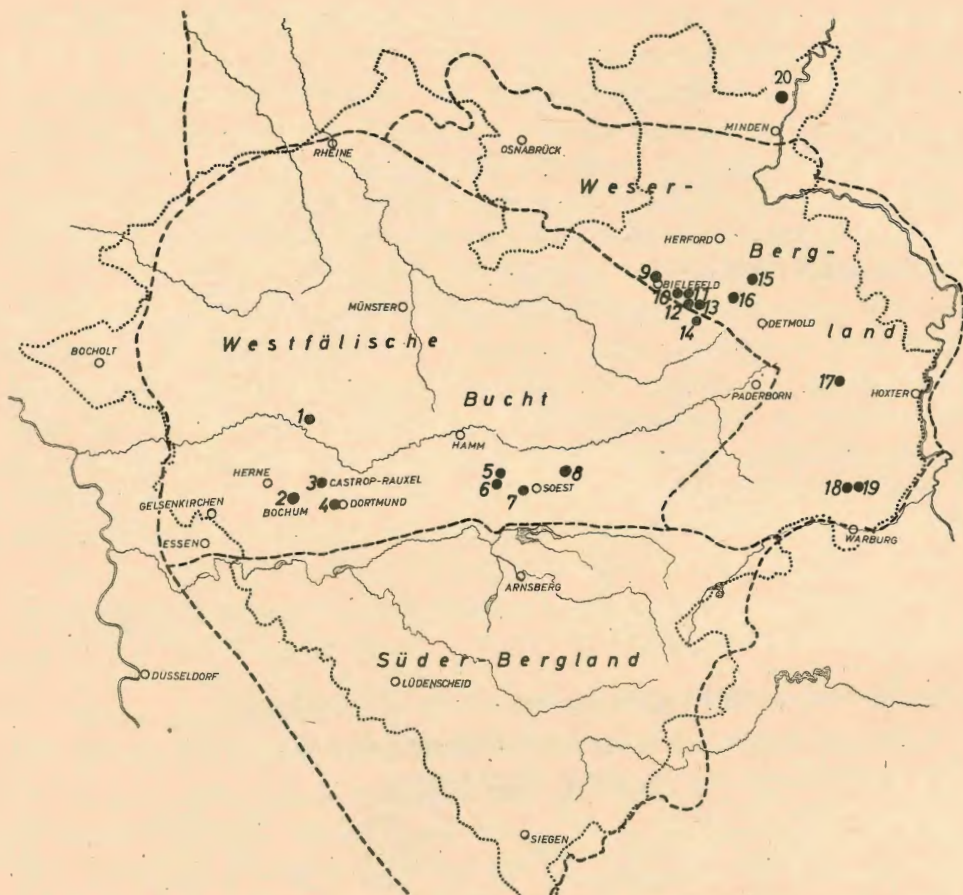 20
MINDEN
RHEINE
OSNABRÜCK
Weser-
HERFORD
Berg-
9
BIELEFELD
15
10 11
16
12 13
MÜNSTER
14
DETMOLD
land
Westfälische
BOCHOLT
17
PADERBORN
HOXTER
Bucht
1
HAMM
HERNE
3 CASTROP-RAUXEL
5
8
6
7
SOEST
18 19
2
BOCHUM
4 DORTMUND
GELSENKIRCHEN
WARBURG
ESSEN
ARNSBERG
Süder-Bergland
DUSSELDORF
LÜDENSCHEID
SIEGEN